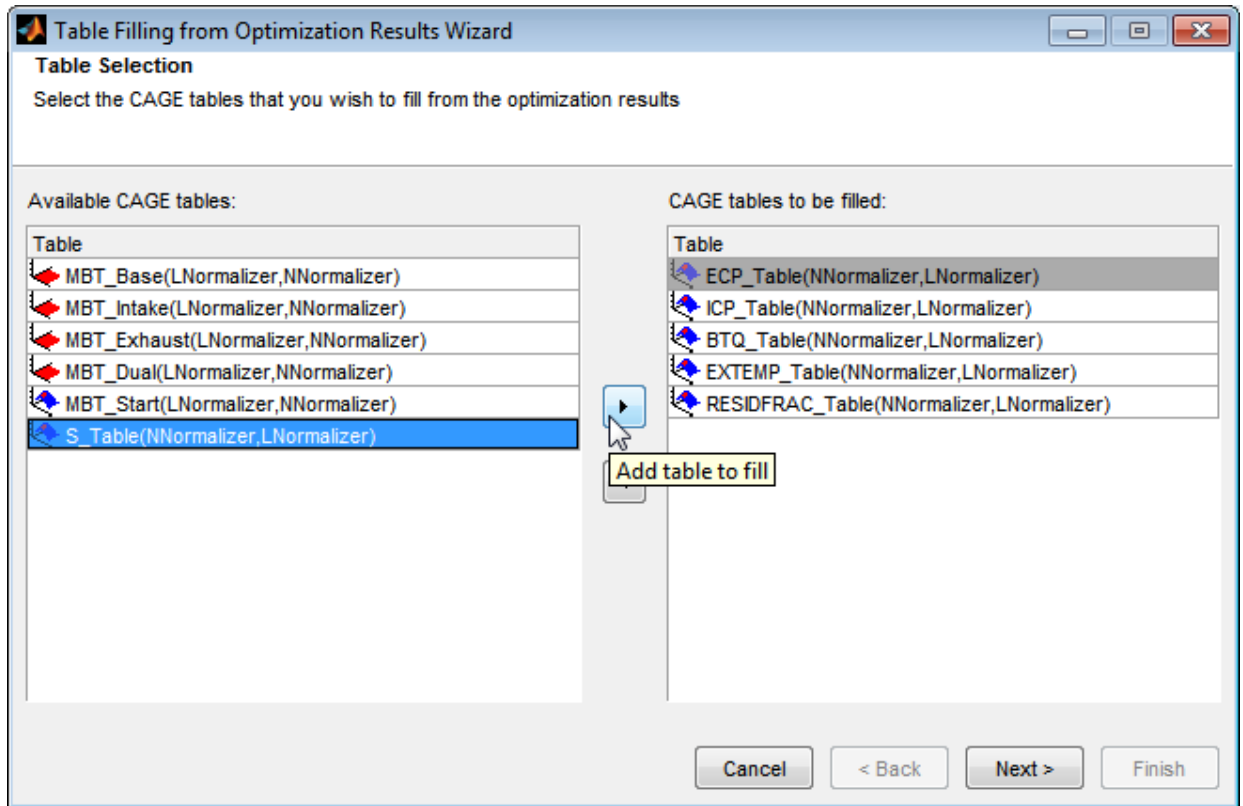 Table Filling from Optimization Results Wizard
Table Selection
Select the CAGE tables that you wish to fill from the optimization results
Available CAGE tables:
Table
MBT_Base(LNormalizer,NNormalizer)
MBT_Intake(LNormalizer,NNormalizer)
MBT_Exhaust(LNormalizer,NNormalizer)
MBT_Dual(LNormalizer,NNormalizer)
MBT_Start(LNormalizer,NNormalizer)
S_Table(NNormalizer,LNormalizer)
Add table to fill
CAGE tables to be filled:
Table
ECP_Table(NNormalizer,LNormalizer)
ICP_Table(NNormalizer,LNormalizer)
BTQ_Table(NNormalizer,LNormalizer)
EXTEMP_Table(NNormalizer,LNormalizer)
RESIDFRAC_Table(NNormalizer,LNormalizer)
Cancel < Back Next > Finish